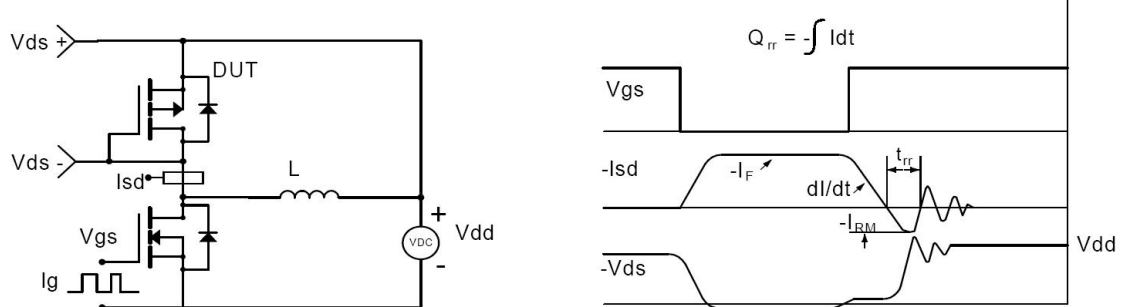 Vds +
DUT
Vds -
Isd
L
Vgs
Ig
+
VDC
-
Vdd
Q rr = -∫ Idt
Vgs
-Isd
-I F
dI/dt
t rr
-I RM
Vdd
-Vds